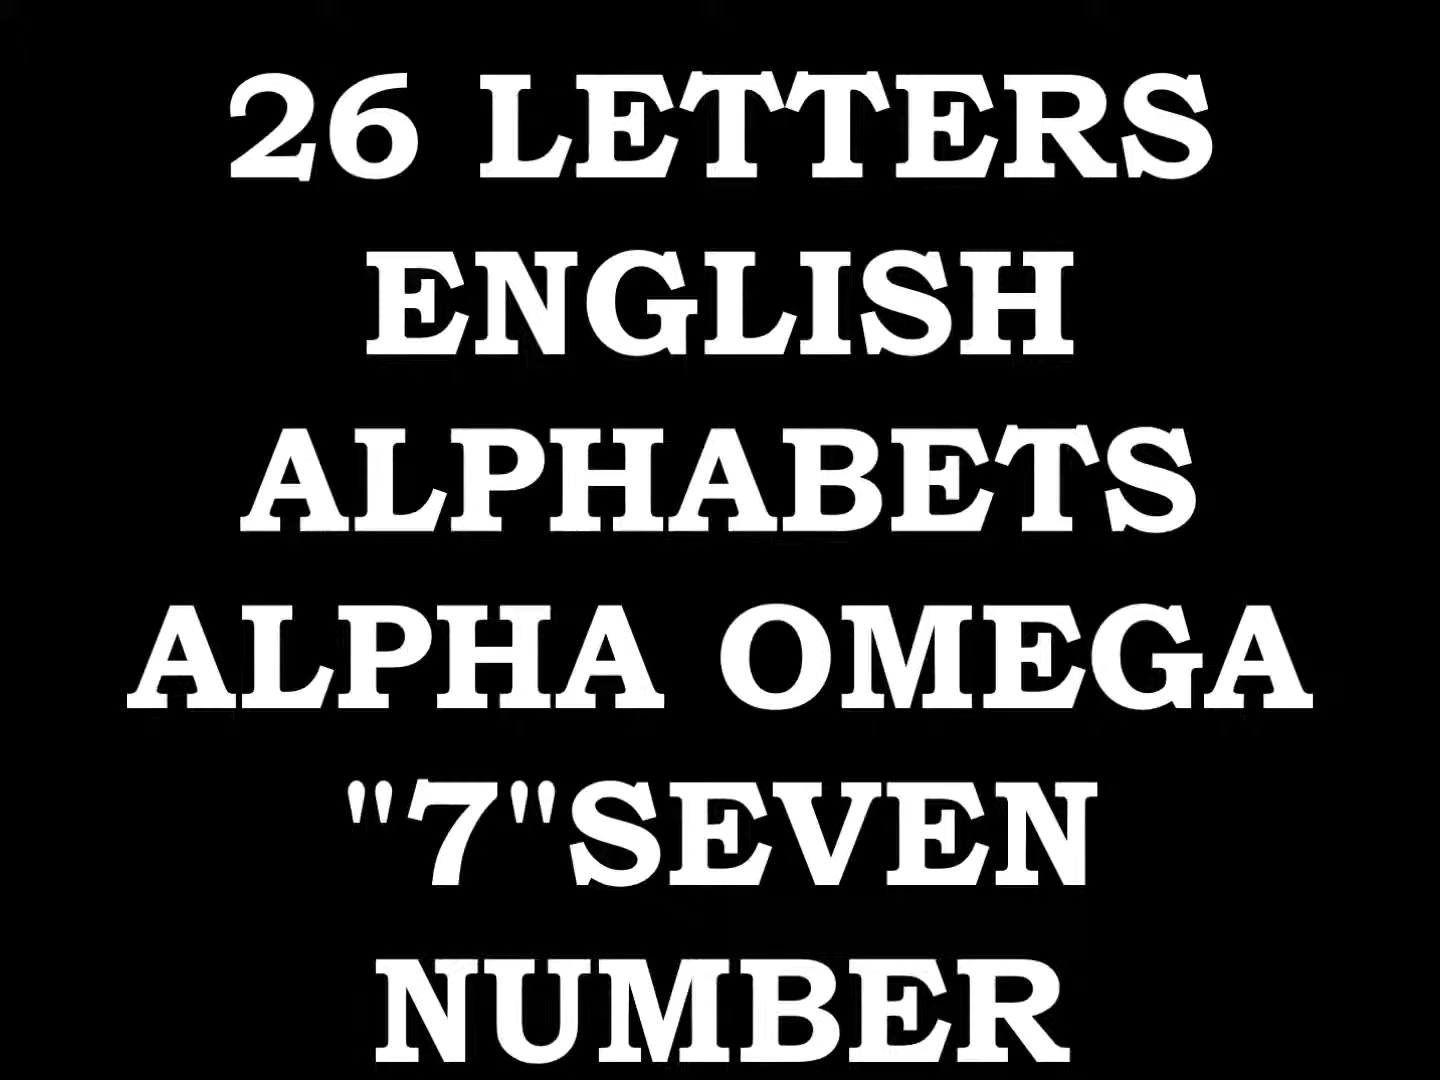 26 LETTERS
ENGLISH
ALPHABETS
ALPHA OMEGA
"7"SEVEN
NUMBER